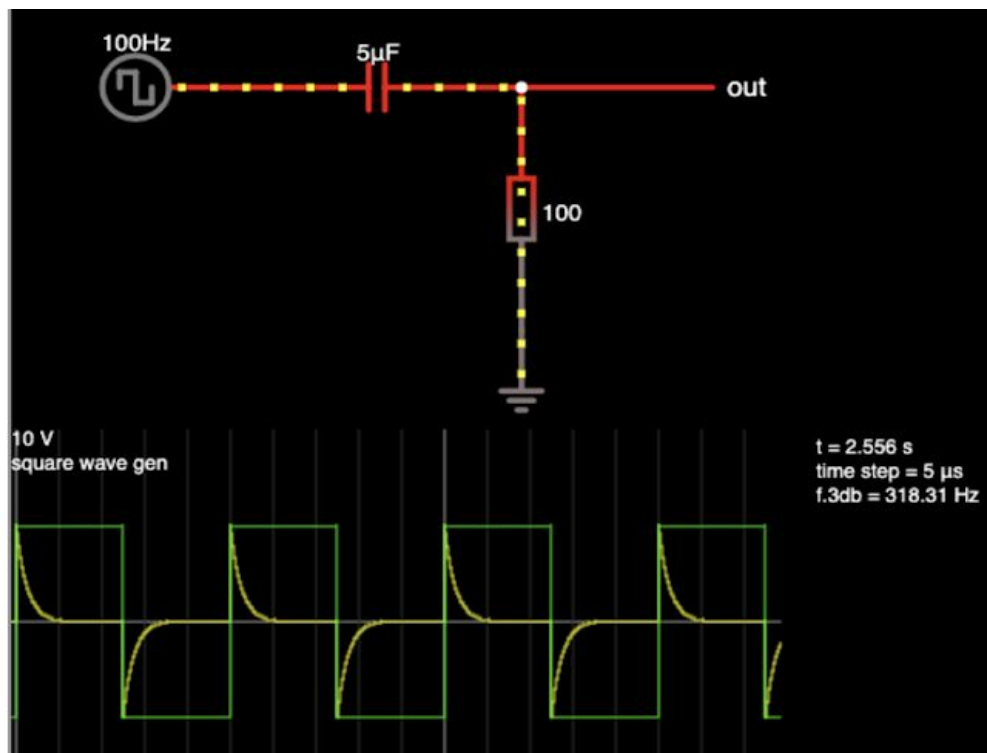 100Hz
5µF
out
100
10 V
square wave gen
t = 2.556 s
time step = 5 µs
f.3db = 318.31 Hz